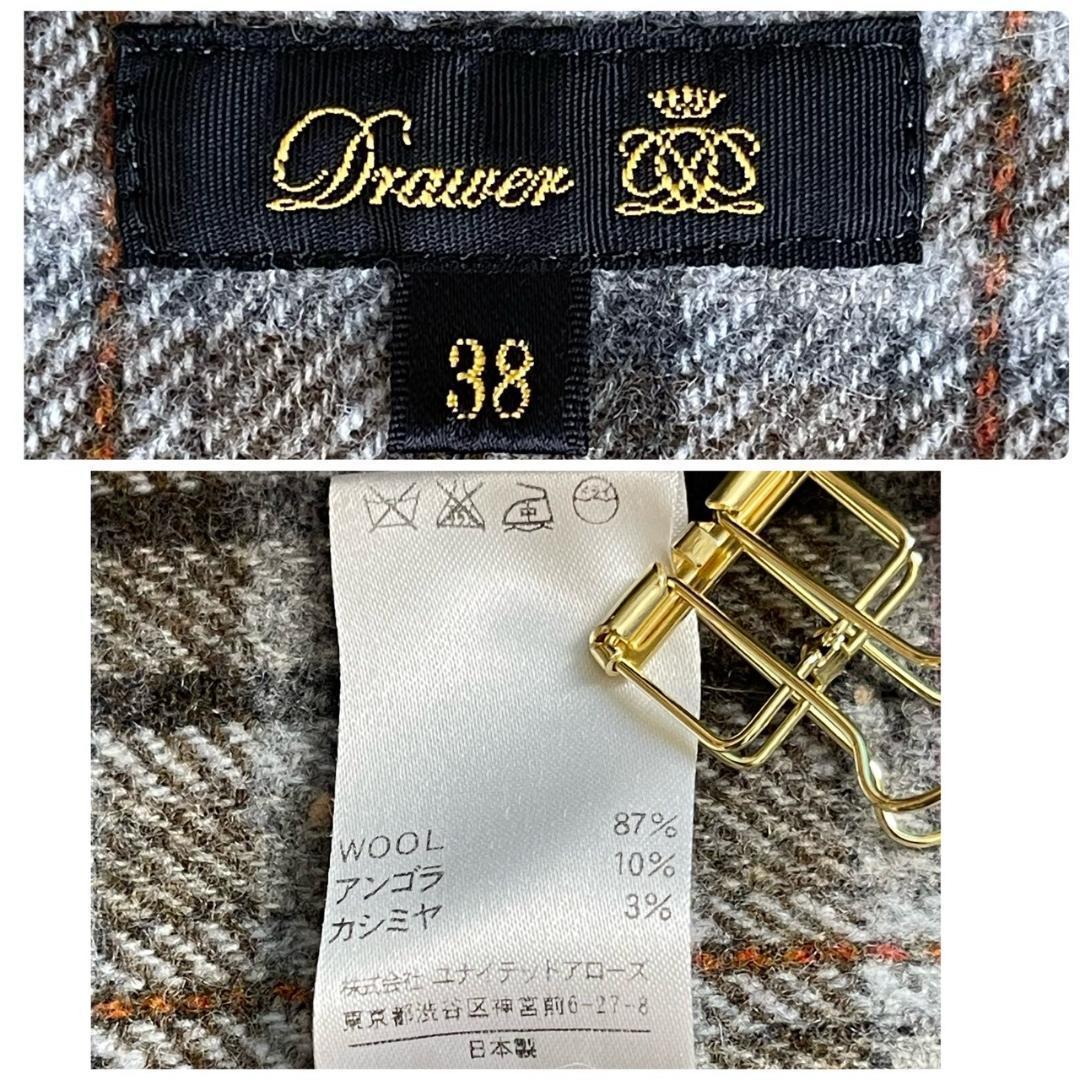 Drawer
38
中
WOOL 87%
アンゴラ 10%
カシミヤ 3%
株式会社 ユナイテットアローズ
東京都渋谷区神宮前6-27-8
日本製